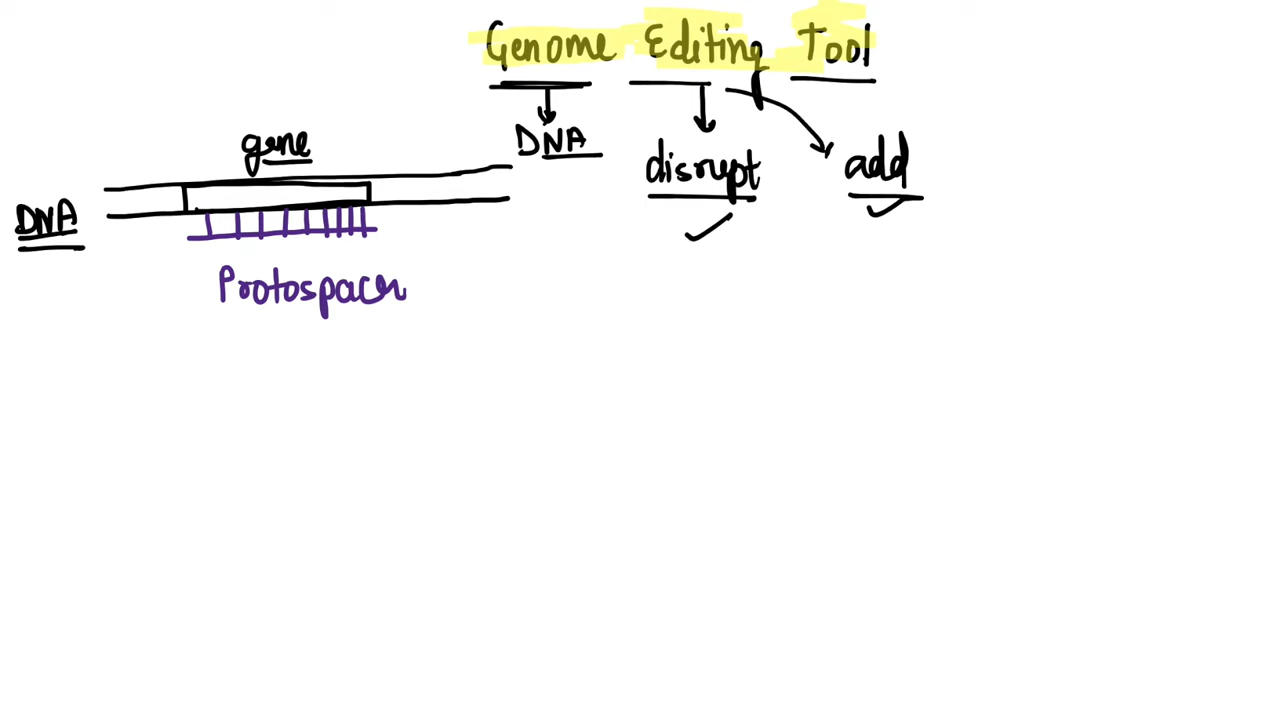 Genome Editing Tool
gene
DNA
disrupt
add
DNA
Protospacer